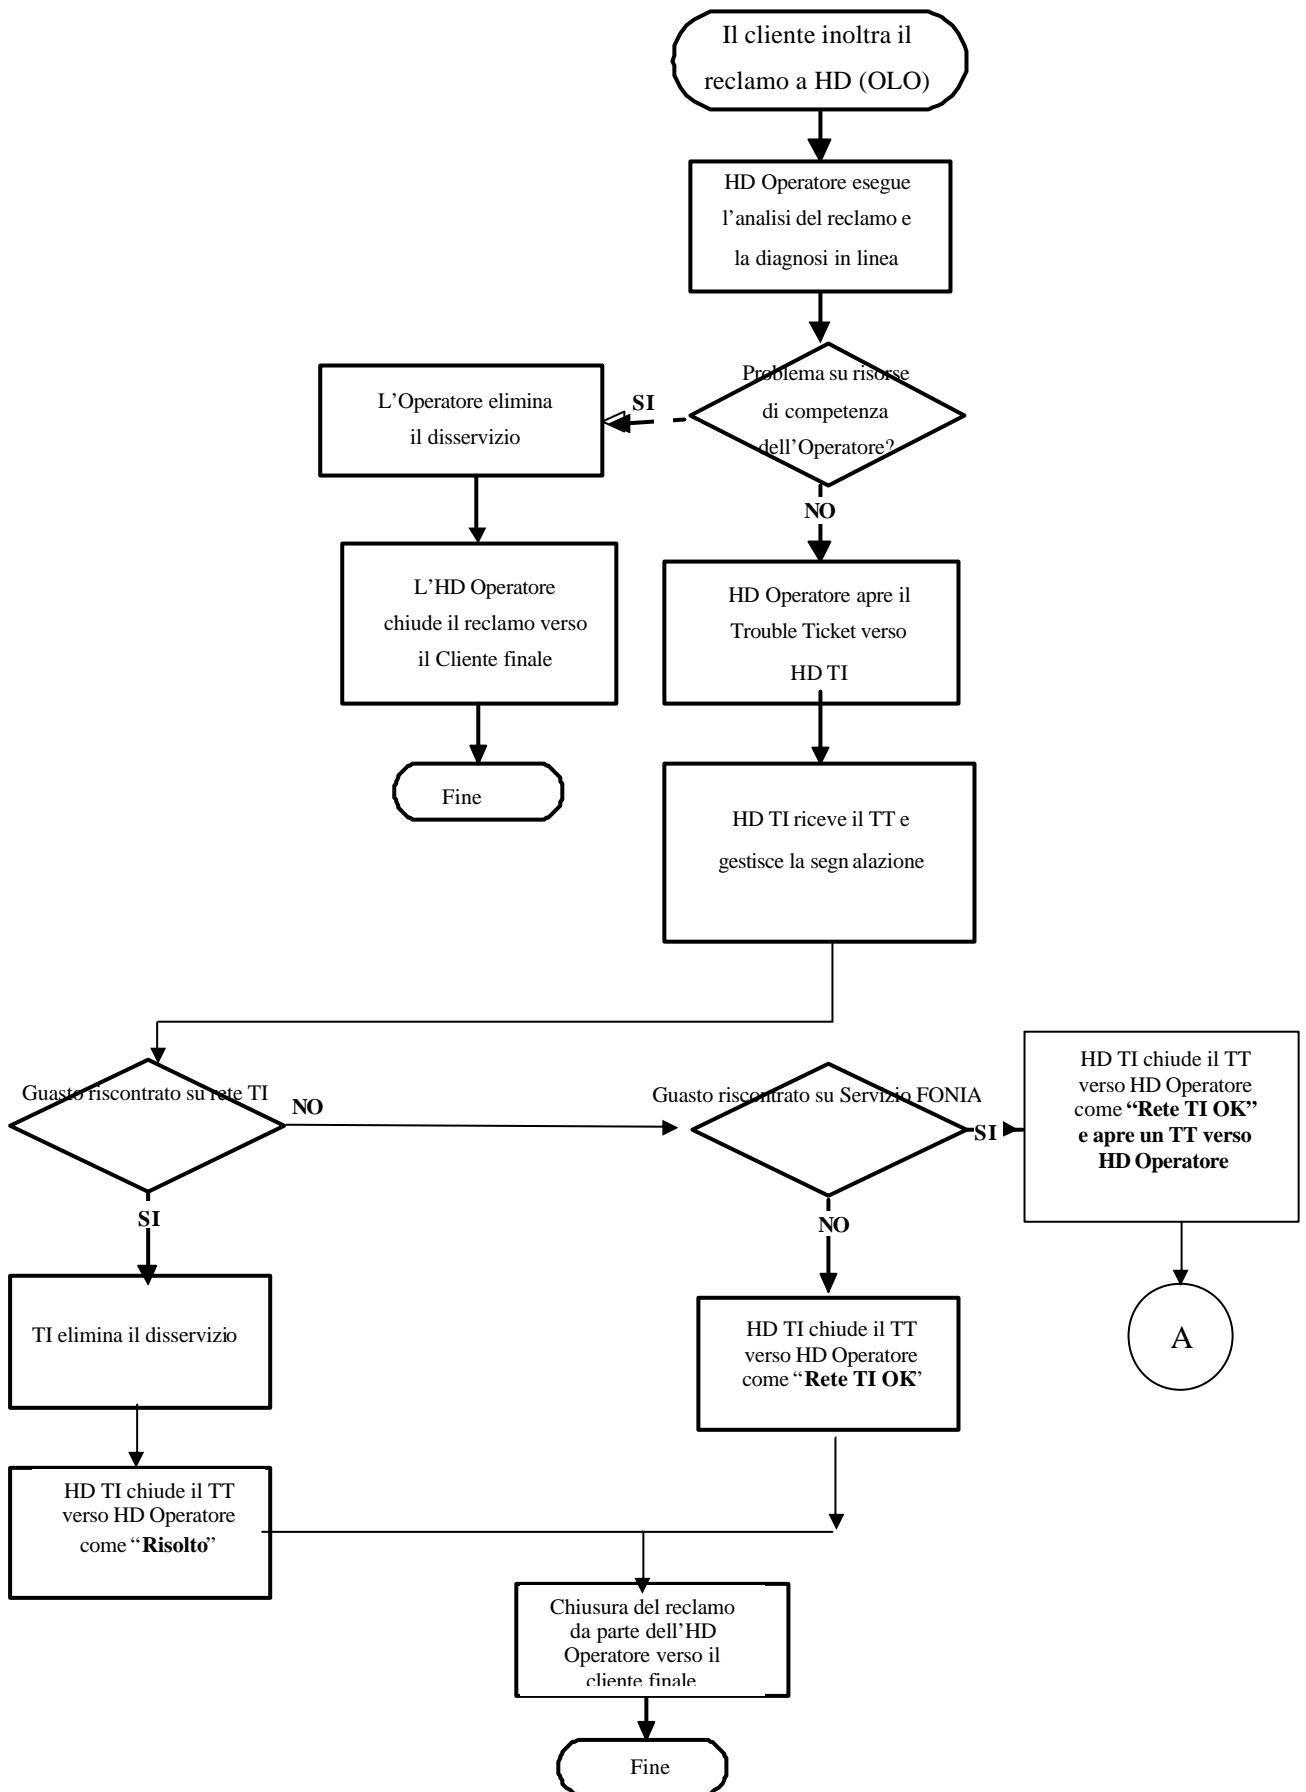 Il cliente inoltra il
reclamo a HD (OLO)
HD Operatore esegue
l’analisi del reclamo e
la diagnosi in linea
Problema su risorse
di competenza
dell’Operatore?
SI
L’Operatore elimina
il disservizio
NO
L’HD Operatore
chiude il reclamo verso
il Cliente finale
HD Operatore apre il
Trouble Ticket verso
HD TI
Fine
HD TI riceve il TT e
gestisce la segn alazione
Guasto riscontrato su rete TI
NO
Guasto riscontrato su Servizio FONIA
SI
HD TI chiude il TT
verso HD Operatore
come “Rete TI OK”
e apre un TT verso
HD Operatore
SI
NO
TI elimina il disservizio
HD TI chiude il TT
verso HD Operatore
come “Rete TI OK”
A
HD TI chiude il TT
verso HD Operatore
come “Risolto”
Chiusura del reclamo
da parte dell’HD
Operatore verso il
cliente finale
Fine